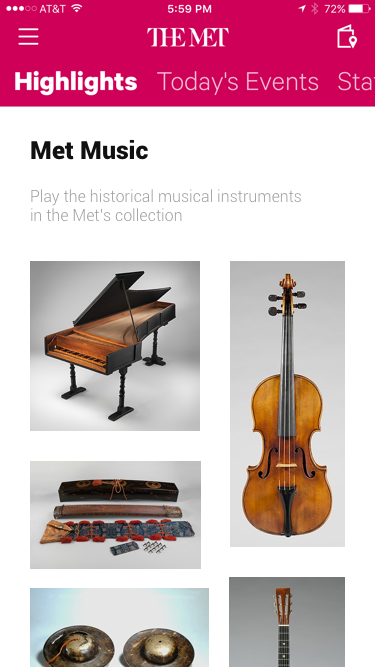 AT&T 5:59 PM 72%
THE MET
Highlights Today's Events Sta
Met Music
Play the historical musical instruments
in the Met's collection